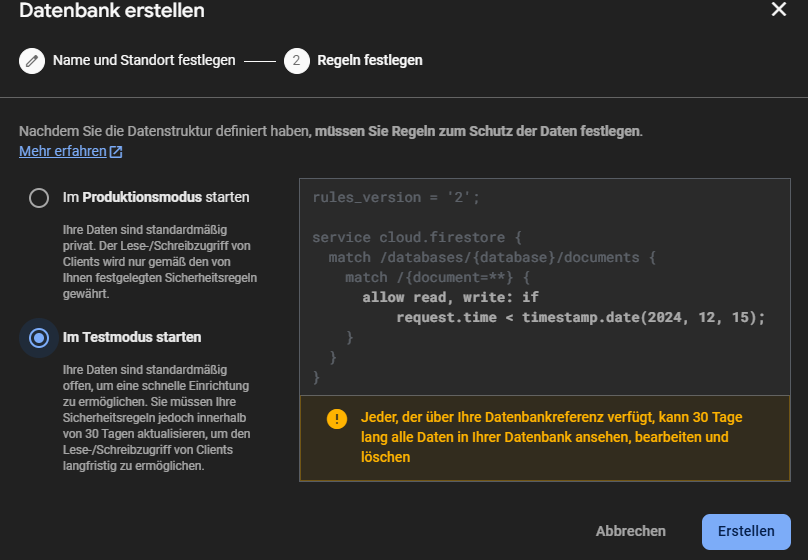 Datenbank erstellen
Name und Standort festlegen
2 Regeln festlegen
Nachdem Sie die Datenstruktur definiert haben, müssen Sie Regeln zum Schutz der Daten festlegen.
Mehr erfahren
Im Produktionsmodus starten
Ihre Daten sind standardmäßig
privat. Der Lese-/Schreibzugriff von
Clients wird nur gemäß den von
Ihnen festgelegten Sicherheitsregeln
gewährt.
Im Testmodus starten
Ihre Daten sind standardmäßig
offen, um eine schnelle Einrichtung
zu ermöglichen. Sie müssen Ihre
Sicherheitsregeln jedoch innerhalb
von 30 Tagen aktualisieren, um den
Lese-/Schreibzugriff von Clients
langfristig zu ermöglichen.
rules_version = '2';
service cloud.firestore {
match /databases/{database}/documents {
match /{document=**} {
allow read, write: if
request.time < timestamp.date(2024, 12, 15);
}
}
}
Jeder, der über Ihre Datenbankreferenz verfügt, kann 30 Tage
lang alle Daten in Ihrer Datenbank ansehen, bearbeiten und
löschen
Abbrechen
Erstellen